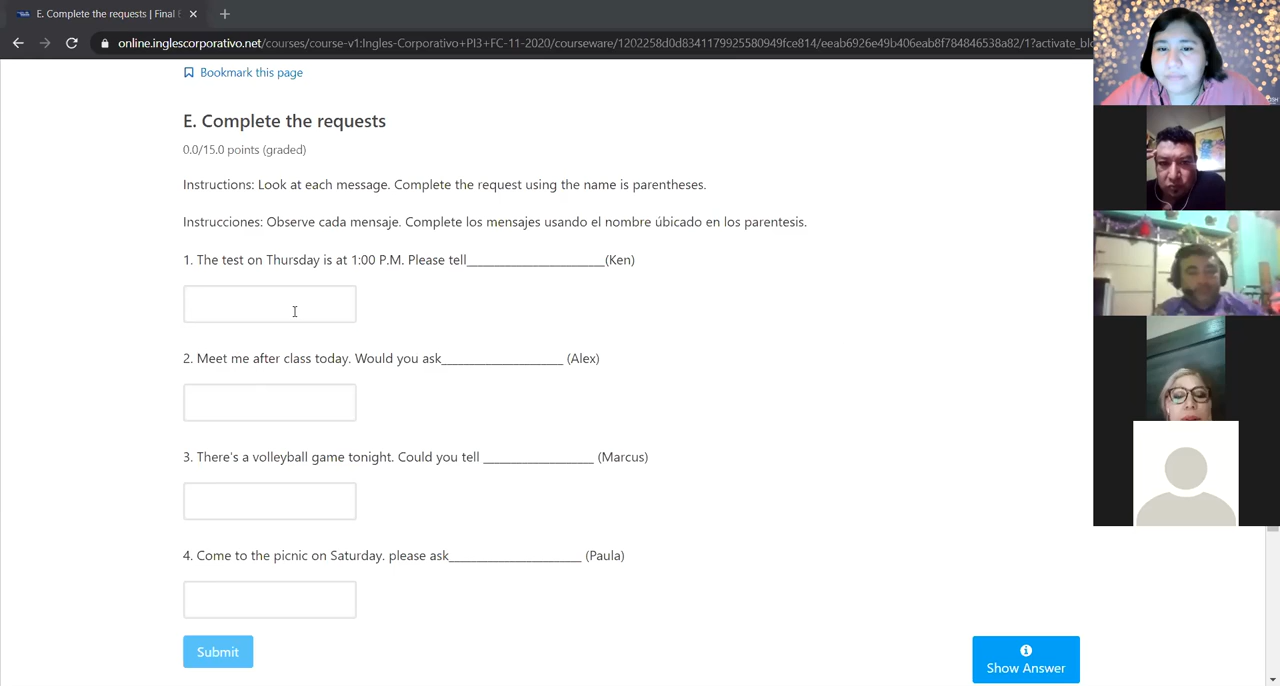 E. Complete the requests | Final E
online.inglescorporativo.net/courses/course-v1:Ingles-Corporativo+PI3+FC-11-2020/courseware/1202258d0d8341179925580949fce814/eeab6926e49b406eab8f784846538a82/1?activate_blo
Bookmark this page
E. Complete the requests
0.0/15.0 points (graded)
Instructions: Look at each message. Complete the request using the name is parentheses.
Instrucciones: Observe cada mensaje. Complete los mensajes usando el nombre úbicado en los parentesis.
1. The test on Thursday is at 1:00 P.M. Please tell______________________(Ken)
2. Meet me after class today. Would you ask____________________ (Alex)
3. There's a volleyball game tonight. Could you tell __________________ (Marcus)
4. Come to the picnic on Saturday. please ask_____________________ (Paula)
Submit
Show Answer